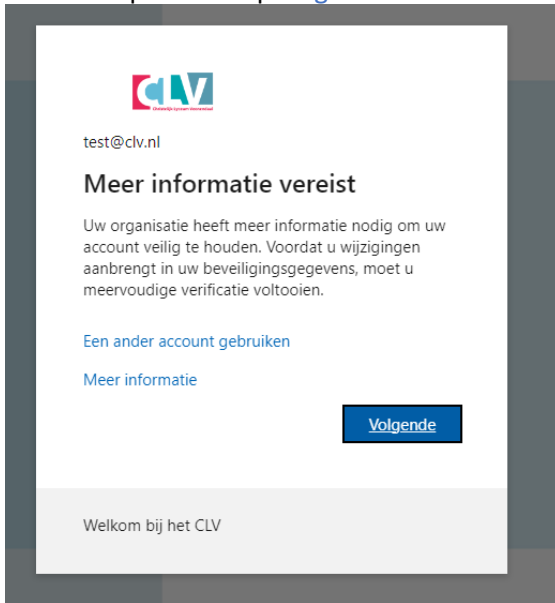 CLV
test@clv.nl
Meer informatie vereist
Uw organisatie heeft meer informatie nodig om uw
account veilig te houden. Voordat u wijzigingen
aanbrengt in uw beveiligingsgegevens, moet u
meervoudige verificatie voltooien.
Een ander account gebruiken
Meer informatie
Volgende
Welkom bij het CLV